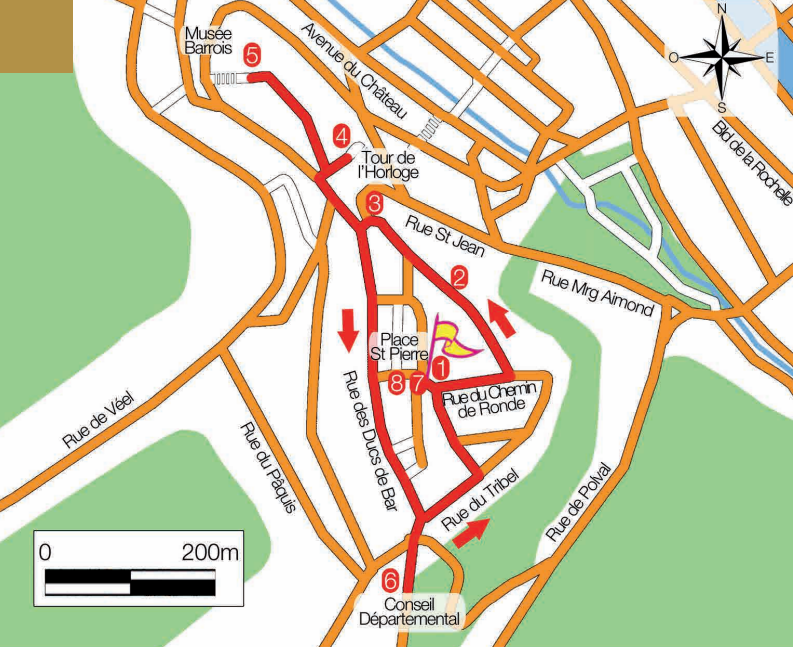 Musée
Barrois
5
Avenue du Château
N
O
E
S
4
Tour de
l'Horloge
Bld de la Rochelle
3
Rue St Jean
2
Rue Mrg Aimond
Place
St Pierre
1
8
7
Rue du Chemin
de Ronde
Rue de Véel
Rue du Pâquis
Rue des Ducs de Bar
Rue du Tribel
Rue de Polval
0
200m
6
Conseil
Départemental